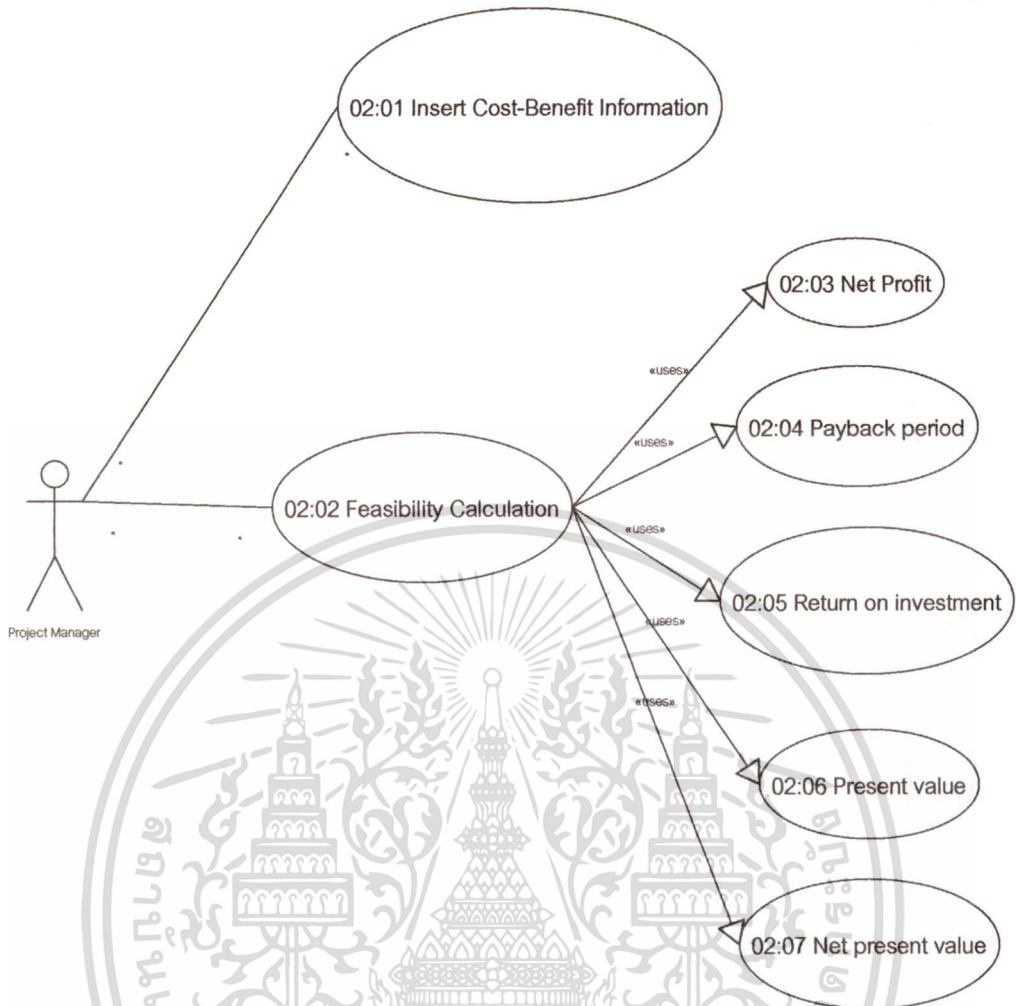 02:01 Insert Cost-Benefit Information
02:03 Net Profit
«uses»
02:04 Payback period
«uses»
02:02 Feasibility Calculation
«uses»
02:05 Return on investment
«uses»
Project Manager
«uses»
02:06 Present value
02:07 Net present value